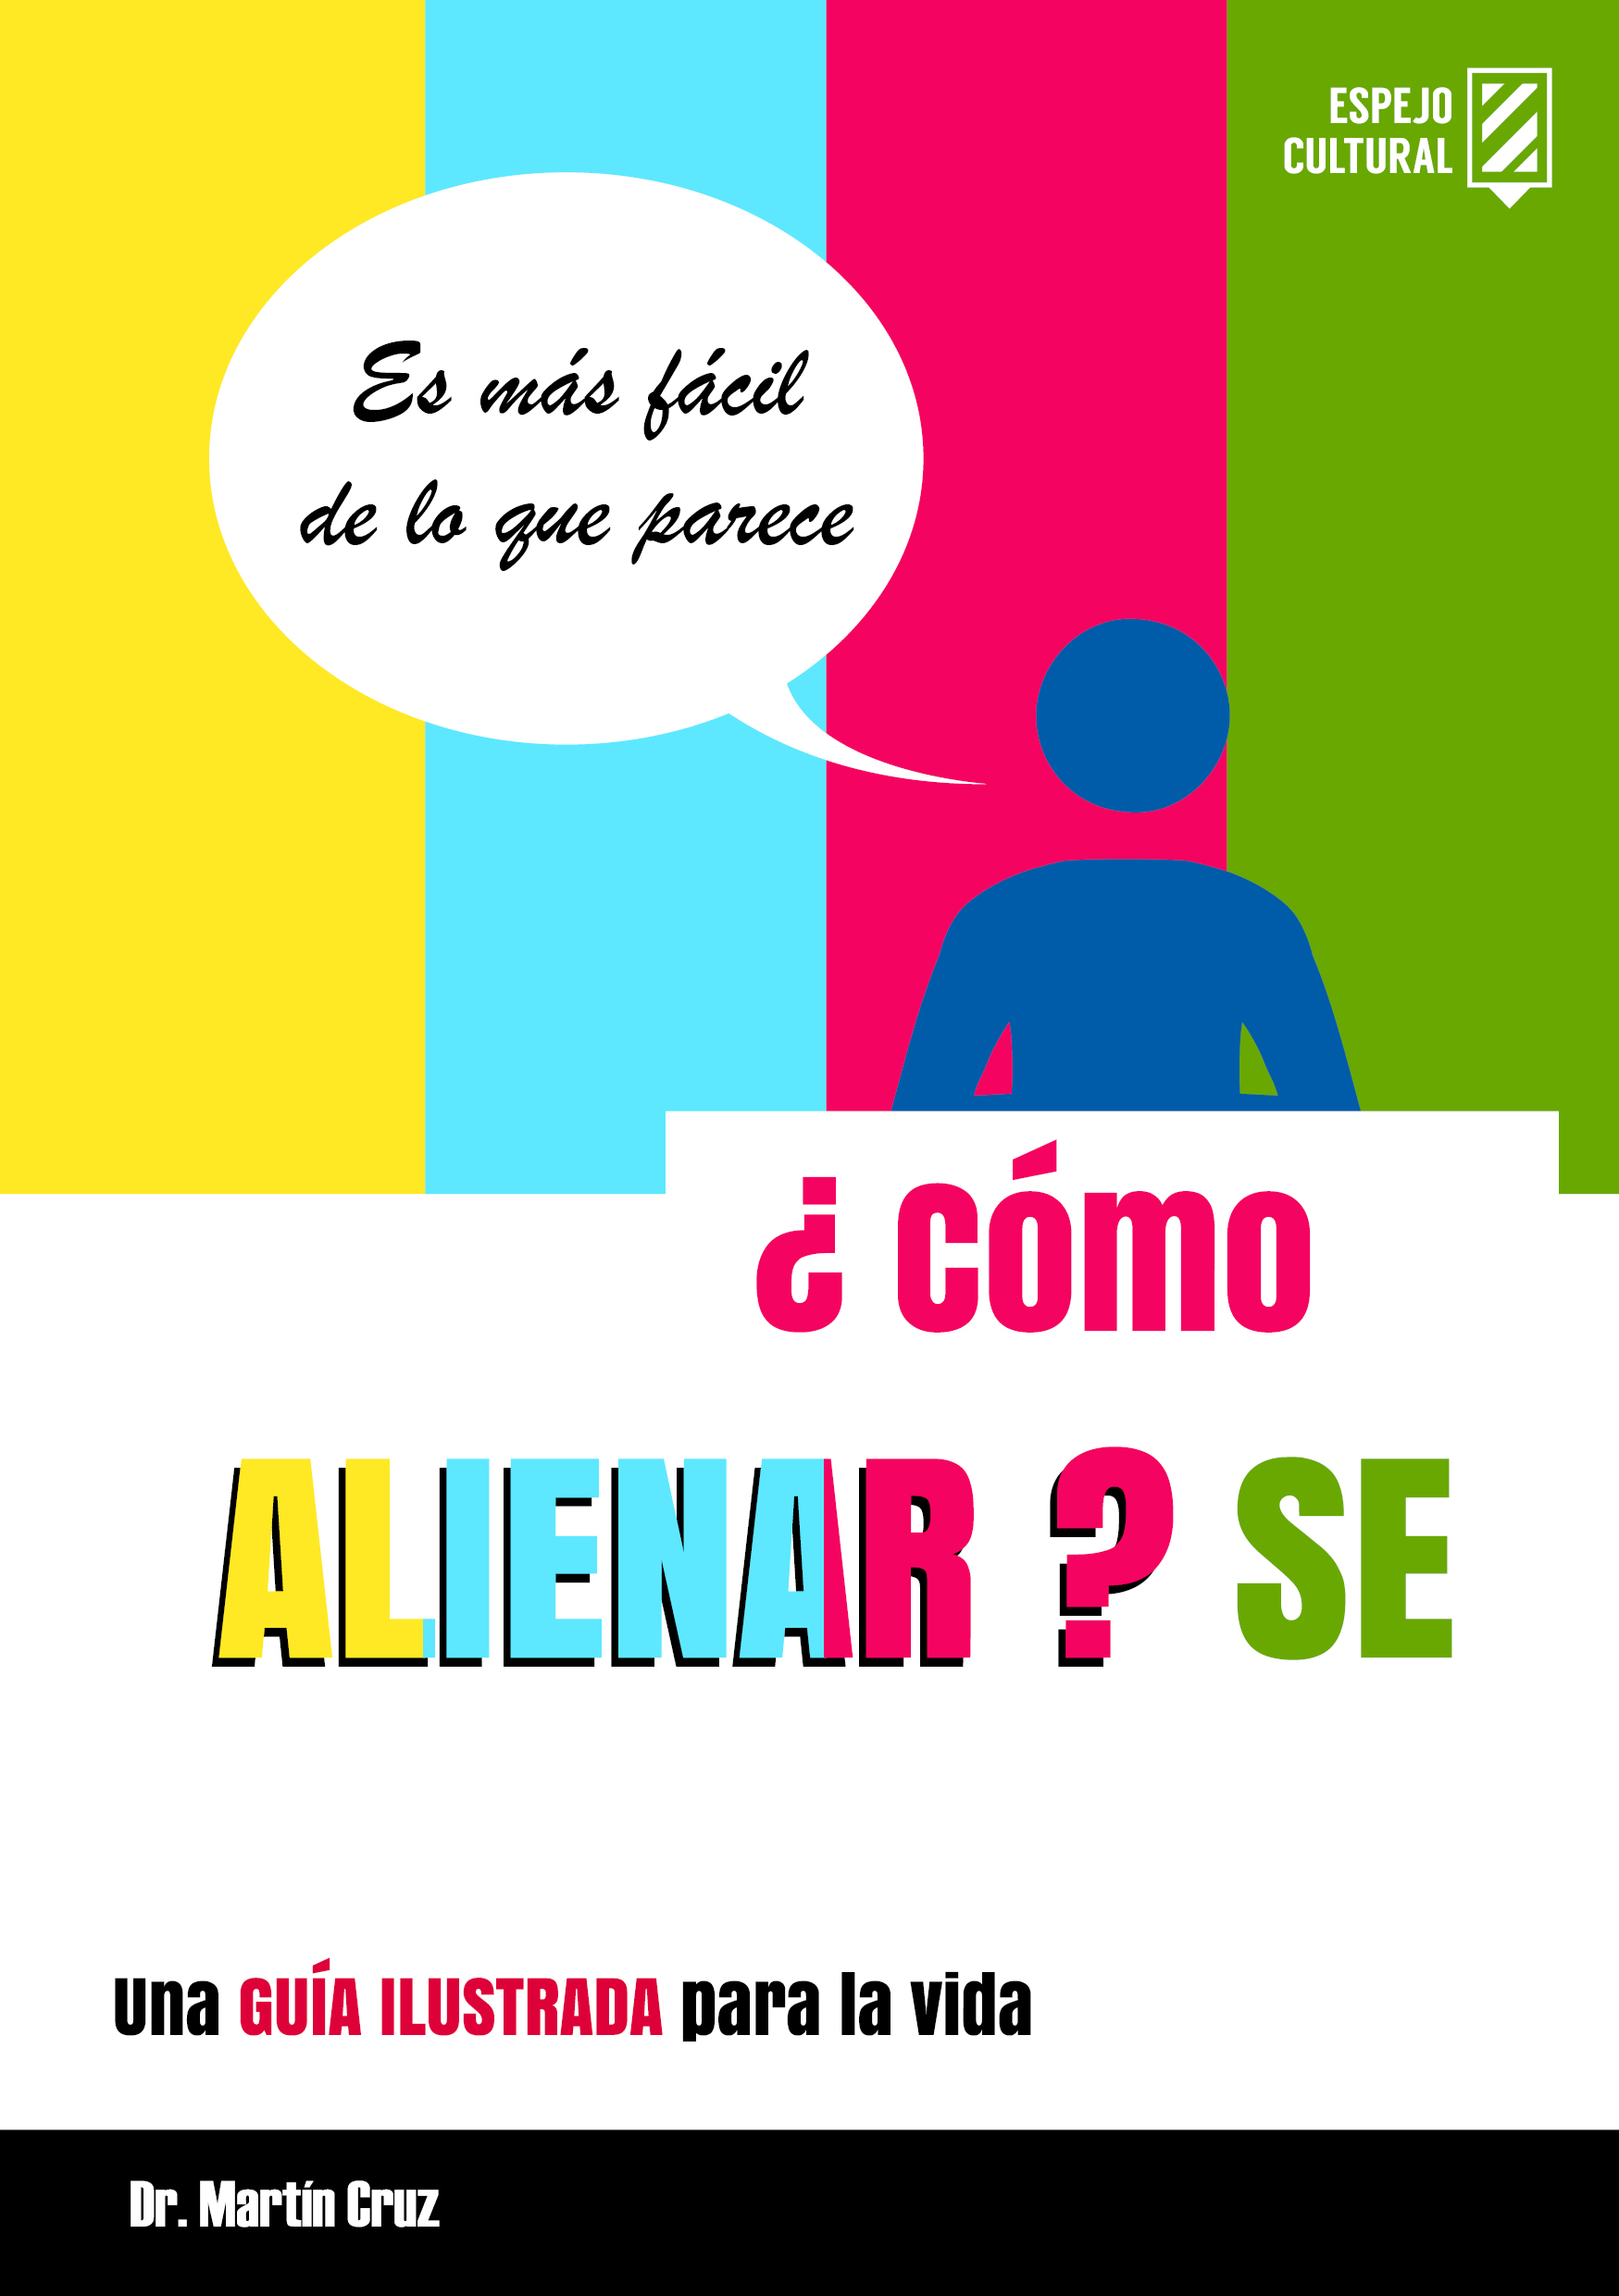 ESPEJO
CULTURAL
Es más fácil
de lo que parece
¿ cómo
ALIENAR ? SE
una GUÍA ILUSTRADA para la vida
Dr. Martín Cruz